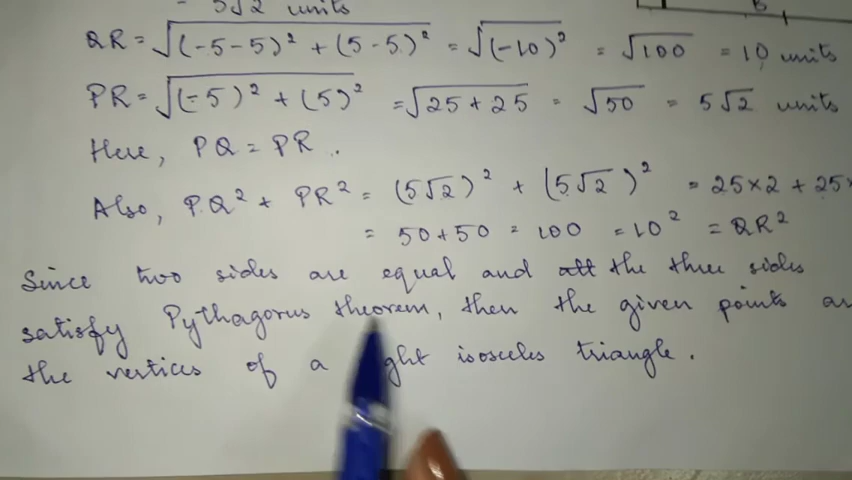 5√2 units
B
QR = √(-5-5)² + (5-5)² = √(-10)² = √100 = 10 units
PR = √(-5)² + (5)² = √25 + 25 = √50 = 5√2 units
Here, PQ = PR.
Also, PQ² + PR² = (5√2)² + (5√2)² = 25×2 + 25×
= 50+50 = 100 = 10² = QR²
Since two sides are equal and the three sides
satisfy Pythagorus theorem, then the given points
the vertices of a isosceles triangle.